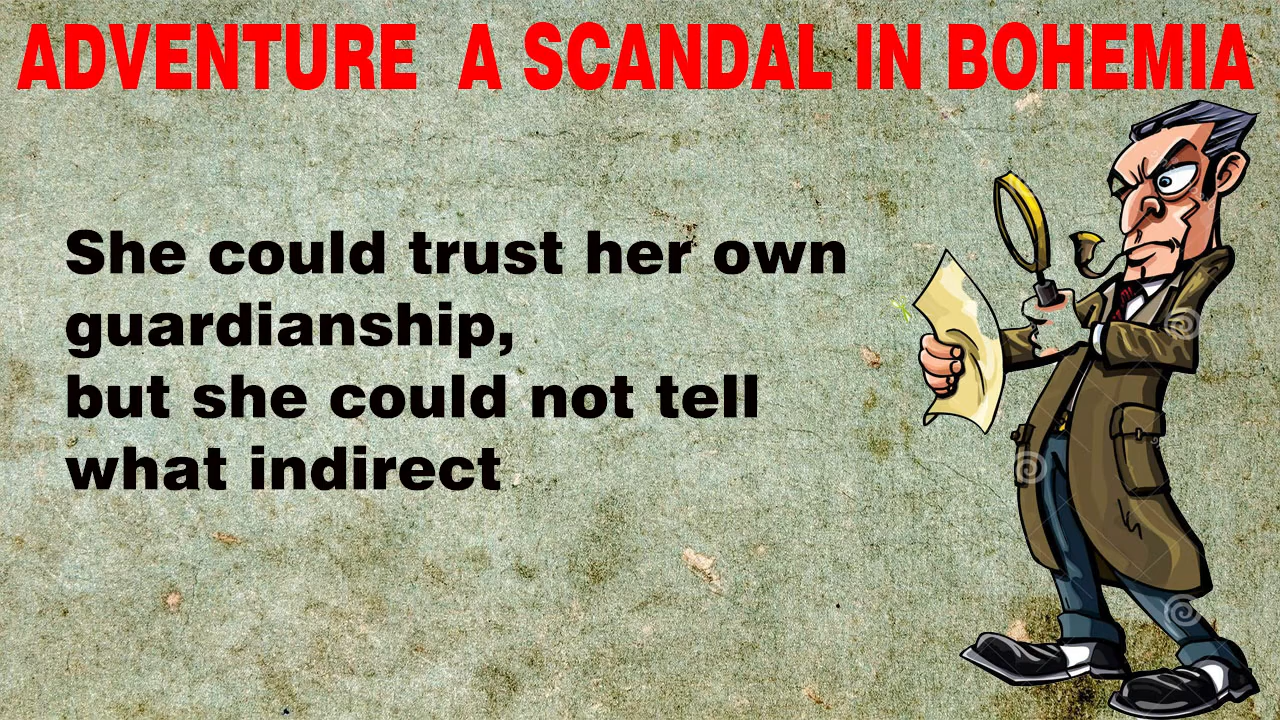 ADVENTURE A SCANDAL IN BOHEMIA
She could trust her own
guardianship,
but she could not tell
what indirect